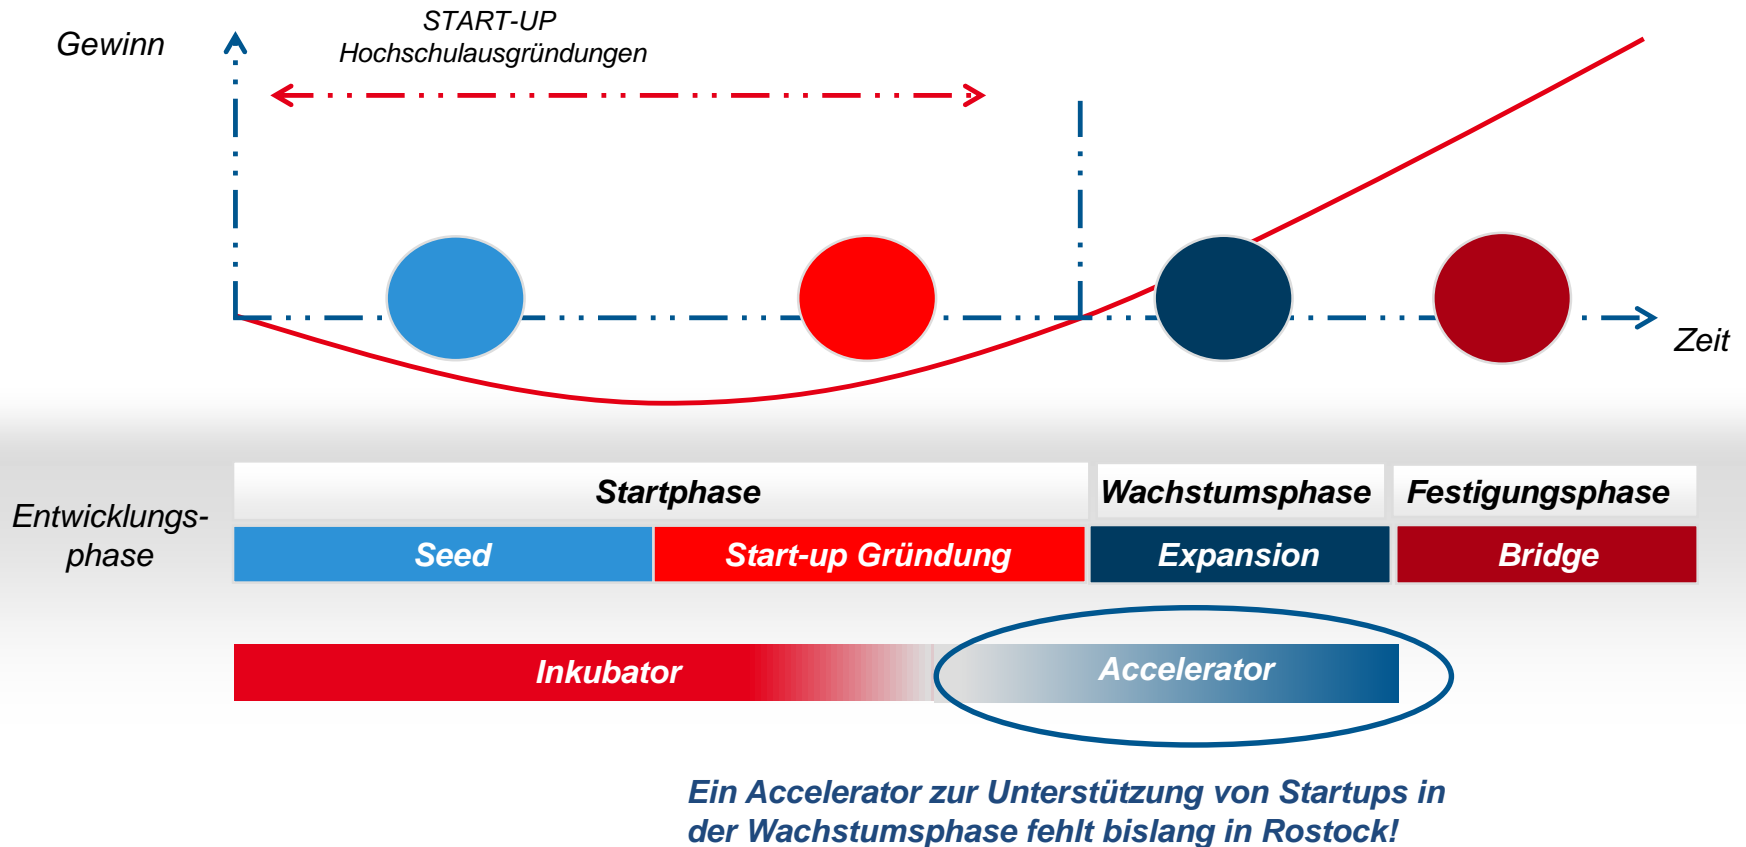 START-UP
Hochschulausgründungen
Gewinn
Zeit
Entwicklungs-
phase
Startphase
Wachstumsphase
Festigungsphase
Seed
Start-up Gründung
Expansion
Bridge
Inkubator
Accelerator
Ein Accelerator zur Unterstützung von Startups in
der Wachstumsphase fehlt bislang in Rostock!